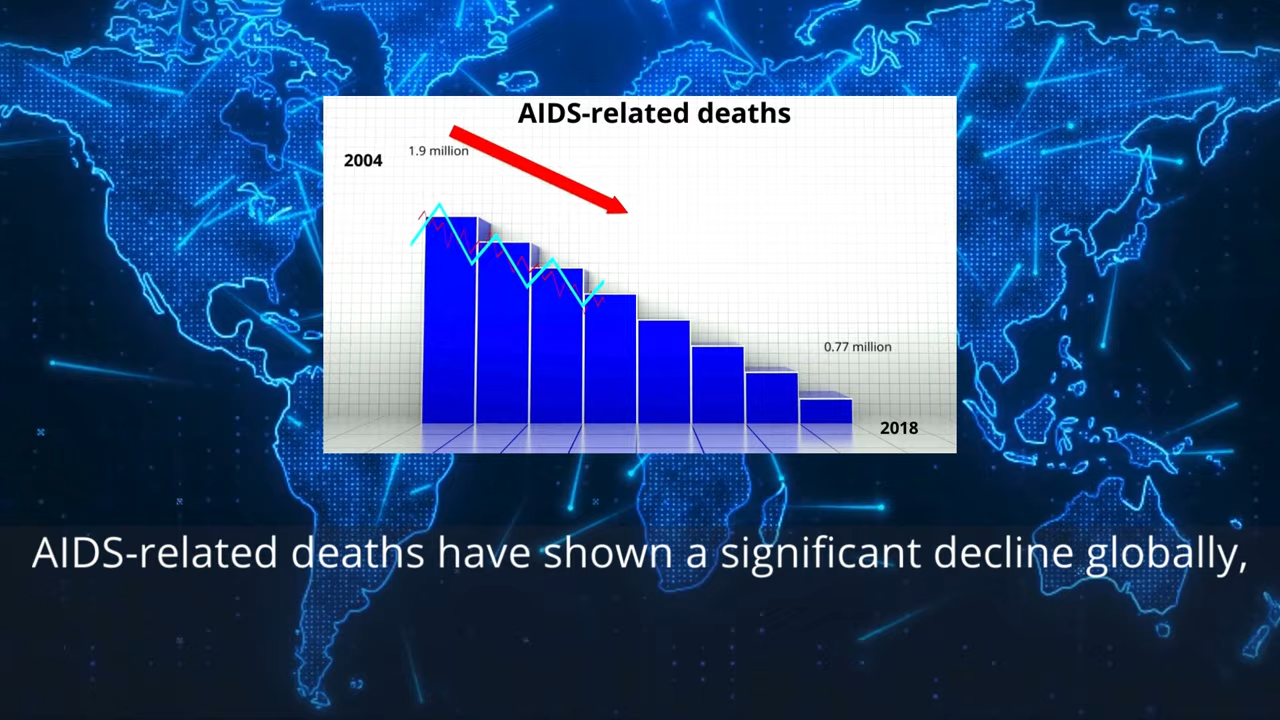 AIDS-related deaths
1.9 million
2004
0.77 million
2018
AIDS-related deaths have shown a significant decline globally,